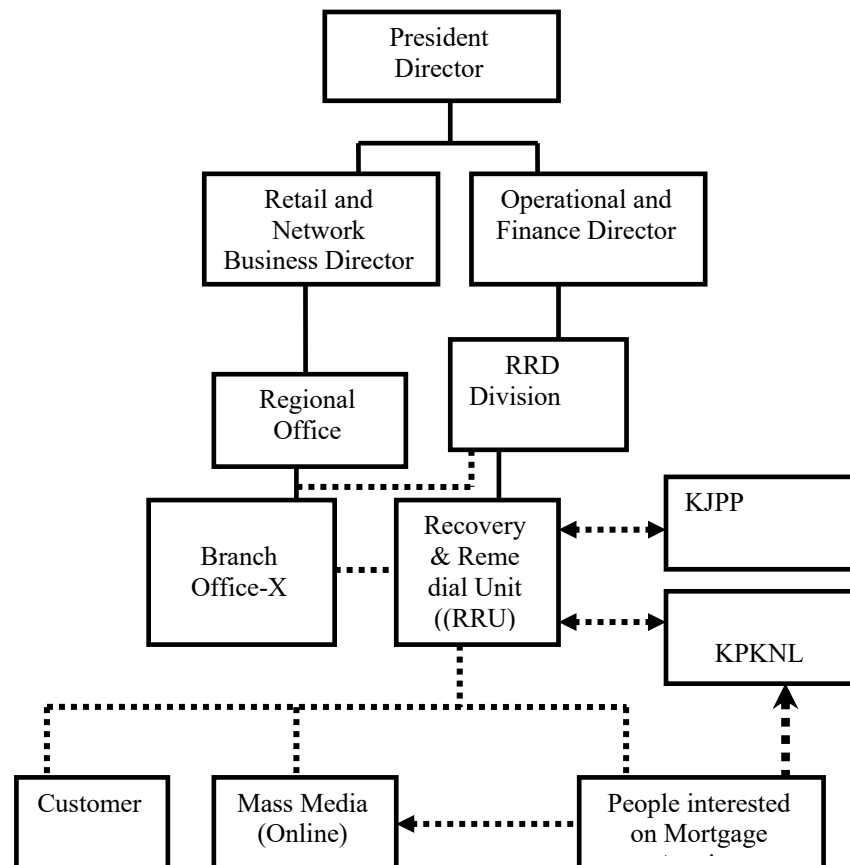 President
Director
Retail and
Network
Business Director
Operational and
Finance Director
RRD
Division
Regional
Office
KJPP
Branch
Office-X
Recovery
& Reme
dial Unit
((RRU)
KPKNL
Customer
Mass Media
(Online)
People interested
on Mortgage